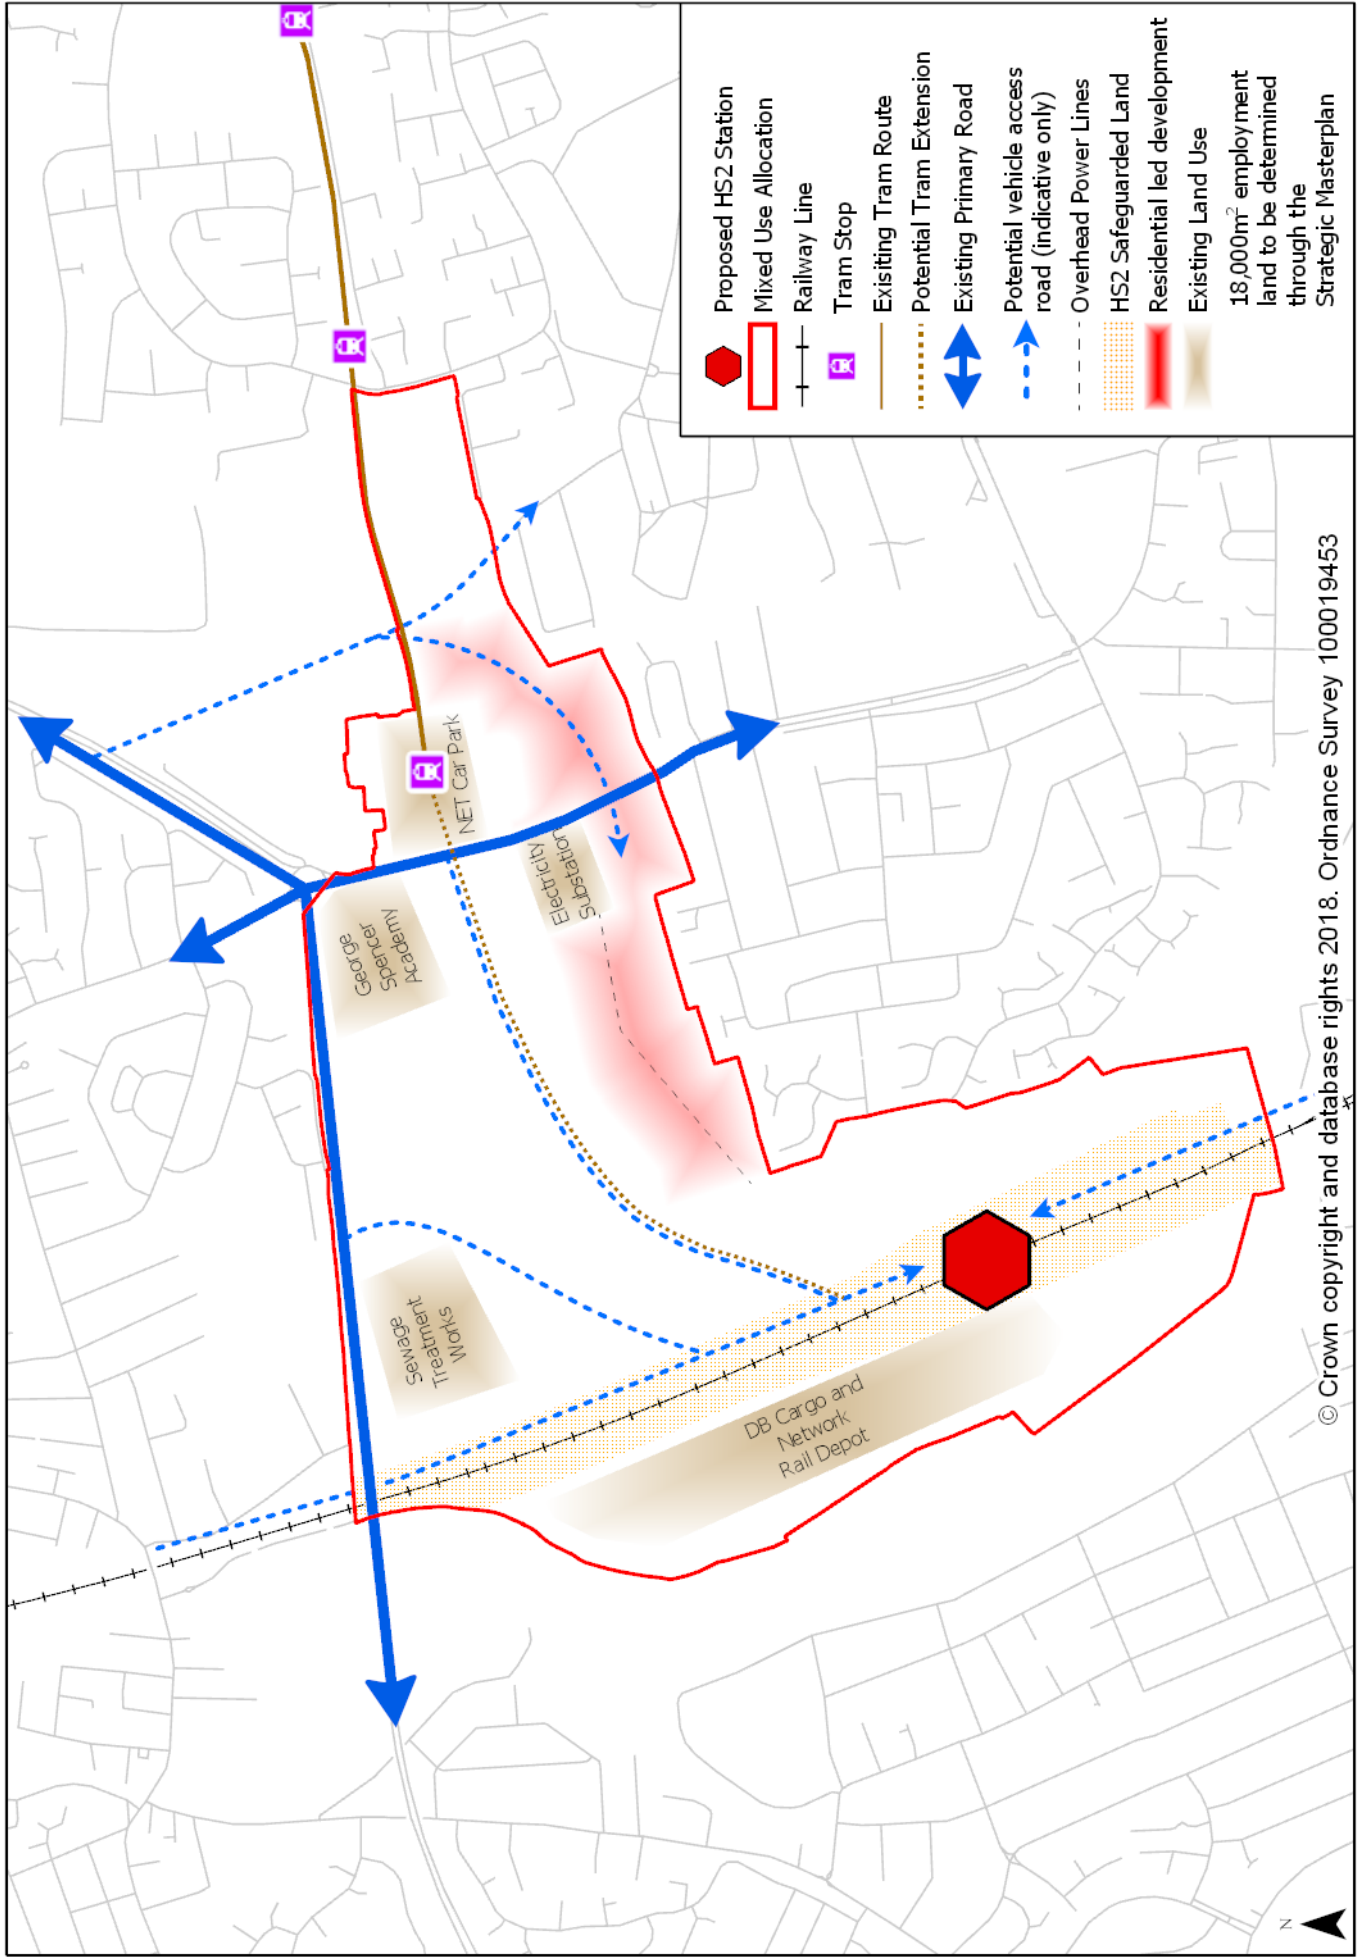 George
Spencer
Academy
NET Car Park
Electricity
Substation
Sewage
Treatment
Works
DB Cargo and
Network
Rail Depot
Proposed HS2 Station
Mixed Use Allocation
Railway Line
Tram Stop
Exisiting Tram Route
Potential Tram Extension
Existing Primary Road
Potential vehicle access
road (indicative only)
Overhead Power Lines
HS2 Safeguarded Land
Residential led development
Existing Land Use
18,000m² employment
land to be determined
through the
Strategic Masterplan
N
© Crown copyright and database rights 2018. Ordnance Survey 100019453